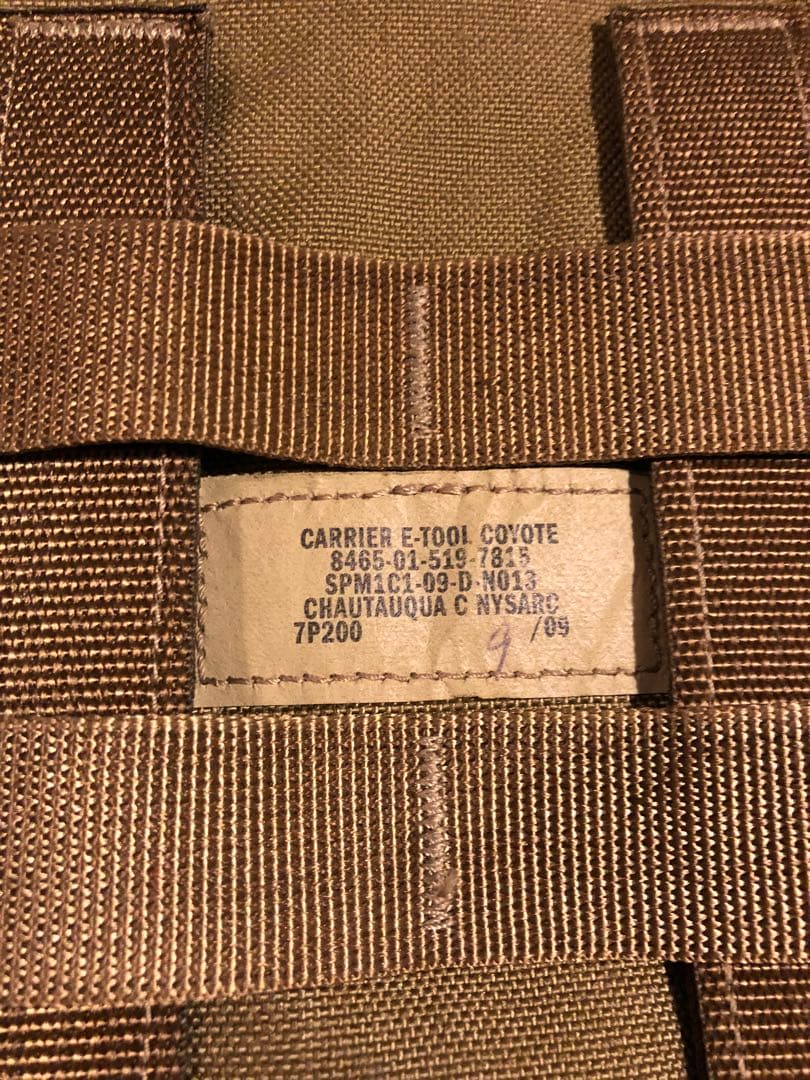 CARRIER E-TOOL COYOTE
8465-01-519-7815
SPM1C1-09-D-N013
CHAUTAUQUA C NYSARC
7P200 9 /09